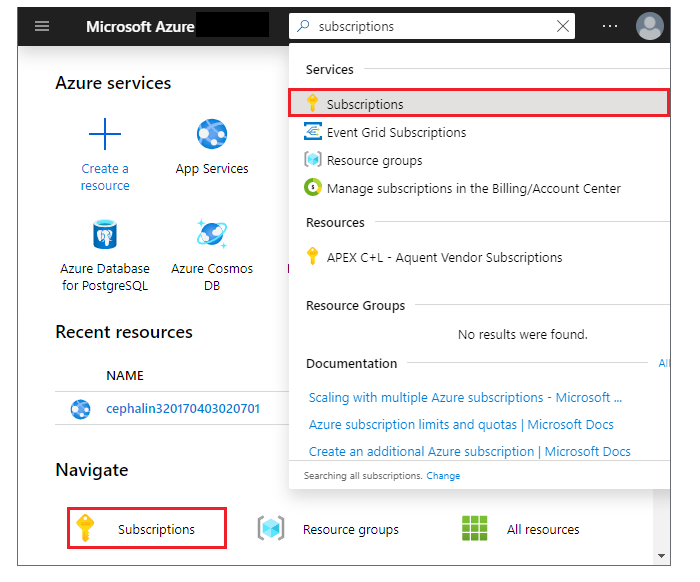 Microsoft Azure
subscriptions
Azure services
Create a
resource
App Services
Azure Database
for PostgreSQL
Azure Cosmos
DB
Recent resources
NAME
cephalin320170403020701
Navigate
Subscriptions
Resource groups
All resources
Services
Subscriptions
Event Grid Subscriptions
Resource groups
Manage subscriptions in the Billing/Account Center
Resources
APEX C+L - Aquent Vendor Subscriptions
Resource Groups
No results were found.
Documentation
All
Scaling with multiple Azure subscriptions - Microsoft ...
Azure subscription limits and quotas | Microsoft Docs
Create an additional Azure subscription | Microsoft Docs
Searching all subscriptions. Change